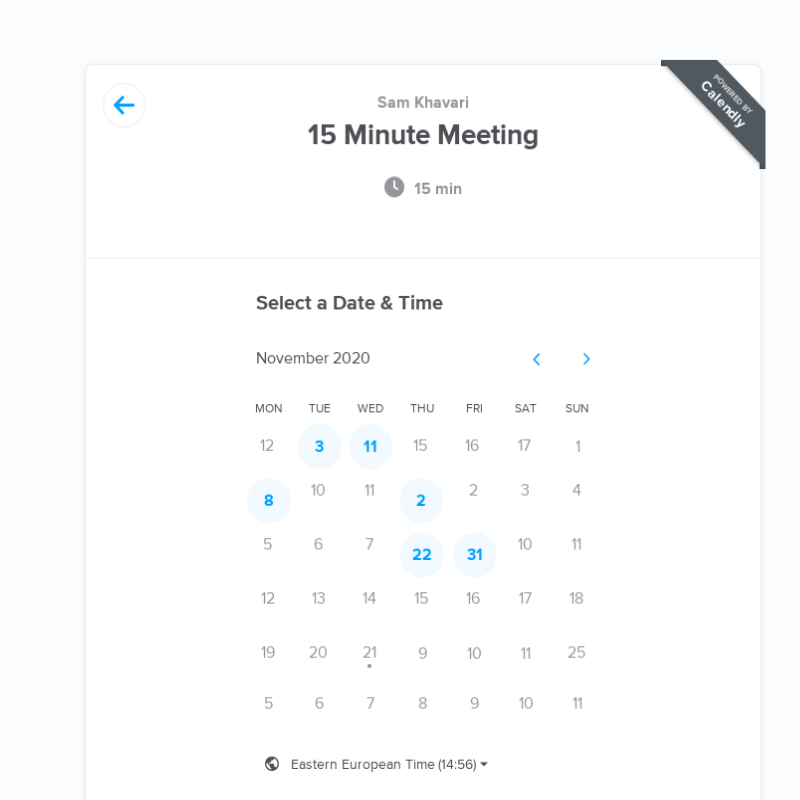 Sam Khavari
POWERED BY
Calendly
15 Minute Meeting
15 min
Select a Date & Time
November 2020
MON TUE WED THU FRI SAT SUN
12 3 11 15 16 17 1
8 10 11 2 2 3 4
5 6 7 22 31 10 11
12 13 14 15 16 17 18
19 20 21 9 10 11 25
5 6 7 8 9 10 11
Eastern European Time (14:56)